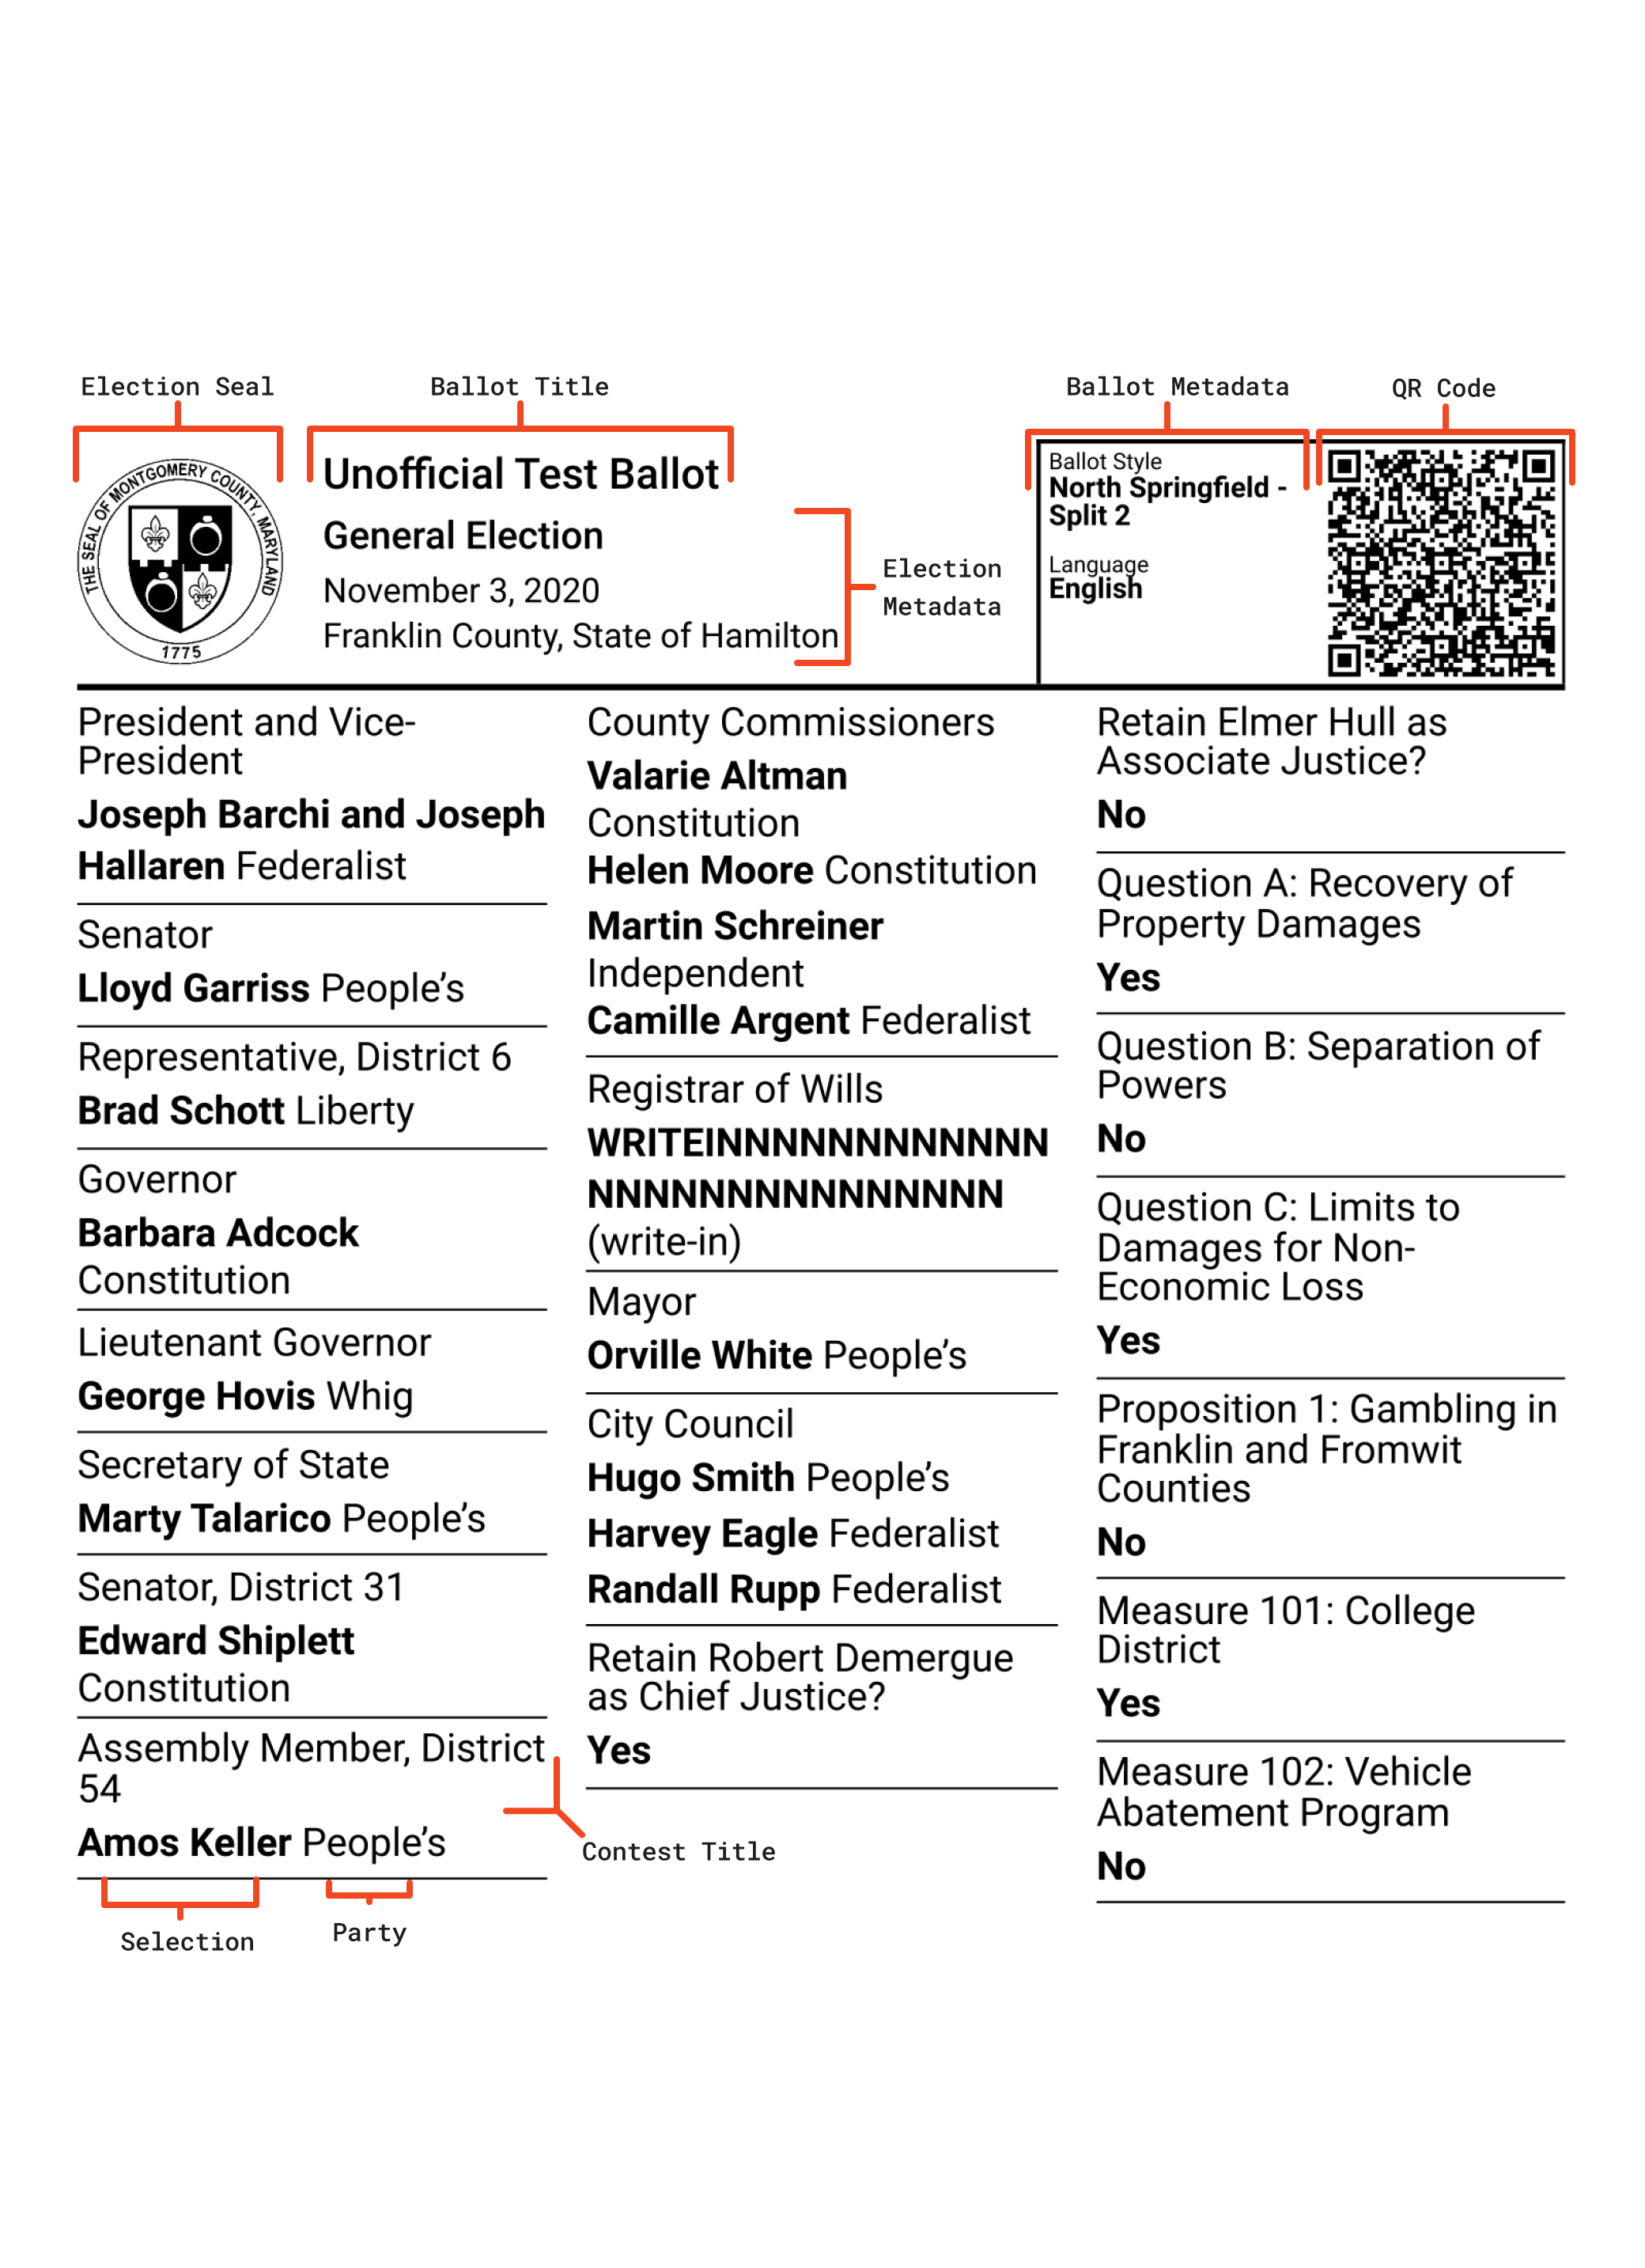 Election Seal
Ballot Title
Ballot Metadata
QR Code
THE SEAL OF MONTGOMERY COUNTY, MARYLAND
1775
Unofficial Test Ballot
General Election
November 3, 2020
Franklin County, State of Hamilton
Election
Metadata
Ballot Style
North Springfield -
Split 2
Language
English
President and Vice-
President
Joseph Barchi and Joseph
Hallaren Federalist
Senator
Lloyd Garriss People’s
Representative, District 6
Brad Schott Liberty
Governor
Barbara Adcock
Constitution
Lieutenant Governor
George Hovis Whig
Secretary of State
Marty Talarico People’s
Senator, District 31
Edward Shiplett
Constitution
Assembly Member, District
54
Amos Keller People’s
Selection
Party
Contest Title
County Commissioners
Valarie Altman
Constitution
Helen Moore Constitution
Martin Schreiner
Independent
Camille Argent Federalist
Registrar of Wills
WRITEINNNNNNNNNNNNN
NNNNNNNNNNNNNNN
(write-in)
Mayor
Orville White People’s
City Council
Hugo Smith People’s
Harvey Eagle Federalist
Randall Rupp Federalist
Retain Robert Demergue
as Chief Justice?
Yes
Retain Elmer Hull as
Associate Justice?
No
Question A: Recovery of
Property Damages
Yes
Question B: Separation of
Powers
No
Question C: Limits to
Damages for Non-
Economic Loss
Yes
Proposition 1: Gambling in
Franklin and Fromwit
Counties
No
Measure 101: College
District
Yes
Measure 102: Vehicle
Abatement Program
No